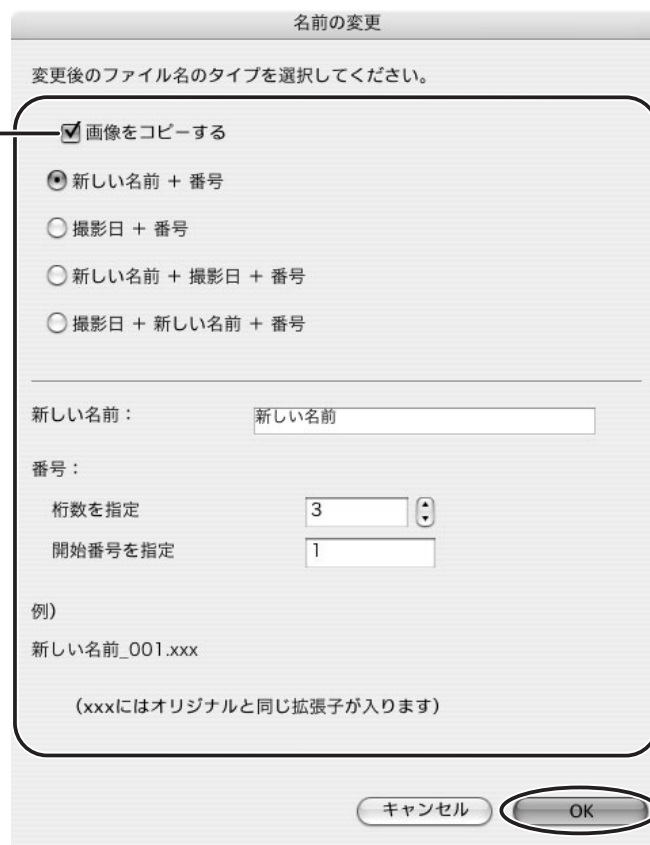 名前の変更
変更後のファイル名のタイプを選択してください。
画像をコピーする
新しい名前 + 番号
撮影日 + 番号
新しい名前 + 撮影日 + 番号
撮影日 + 新しい名前 + 番号
新しい名前： 新しい名前
番号：
桁数を指定 3
開始番号を指定 1
例）
新しい名前_001.xxx
（xxxにはオリジナルと同じ拡張子が入ります）
キャンセル OK